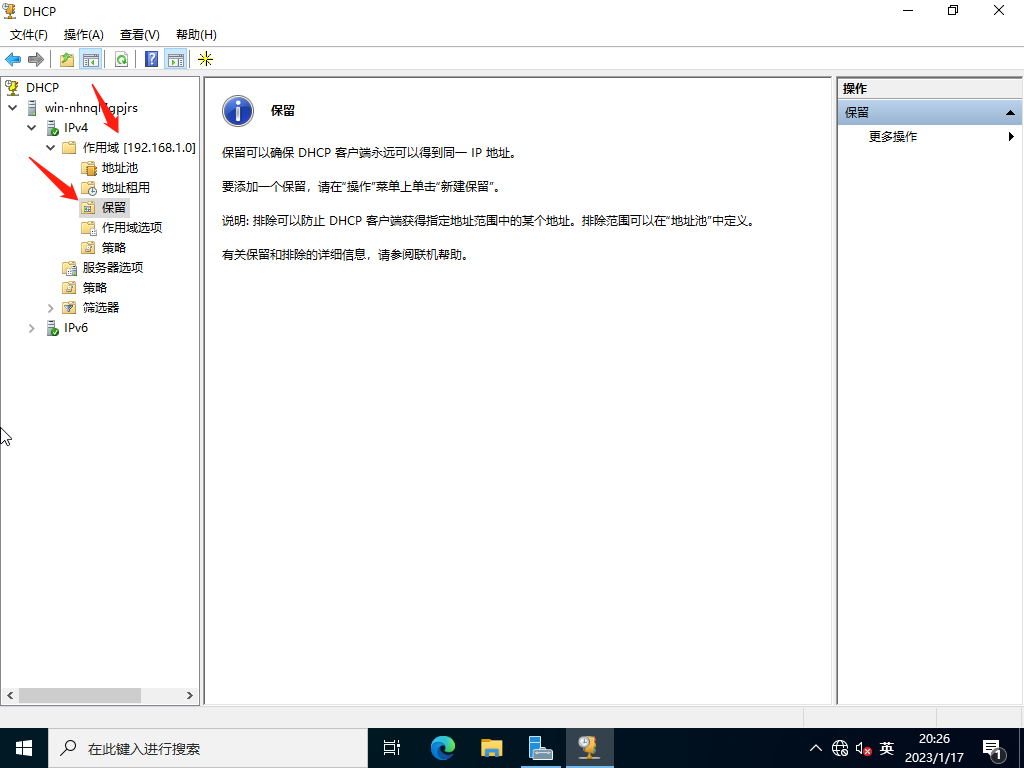 DHCP
文件(F) 操作(A) 查看(V) 帮助(H)
DHCP
IPv4
作用域 [192.168.1.0]
地址池
地址租用
保留
作用域选项
策略
服务器选项
策略
筛选器
IPv6
保留
保留可以确保 DHCP 客户端永远可以得到同一 IP 地址。
要添加一个保留，请在“操作”菜单上单击“新建保留”。
说明: 排除可以防止 DHCP 客户端获得指定地址范围中的某个地址。排除范围可以在“地址池”中定义。
有关保留和排除的详细信息，请参阅联机帮助。
操作
保留
更多操作
在此键入进行搜索
英
20:26
2023/1/17
1